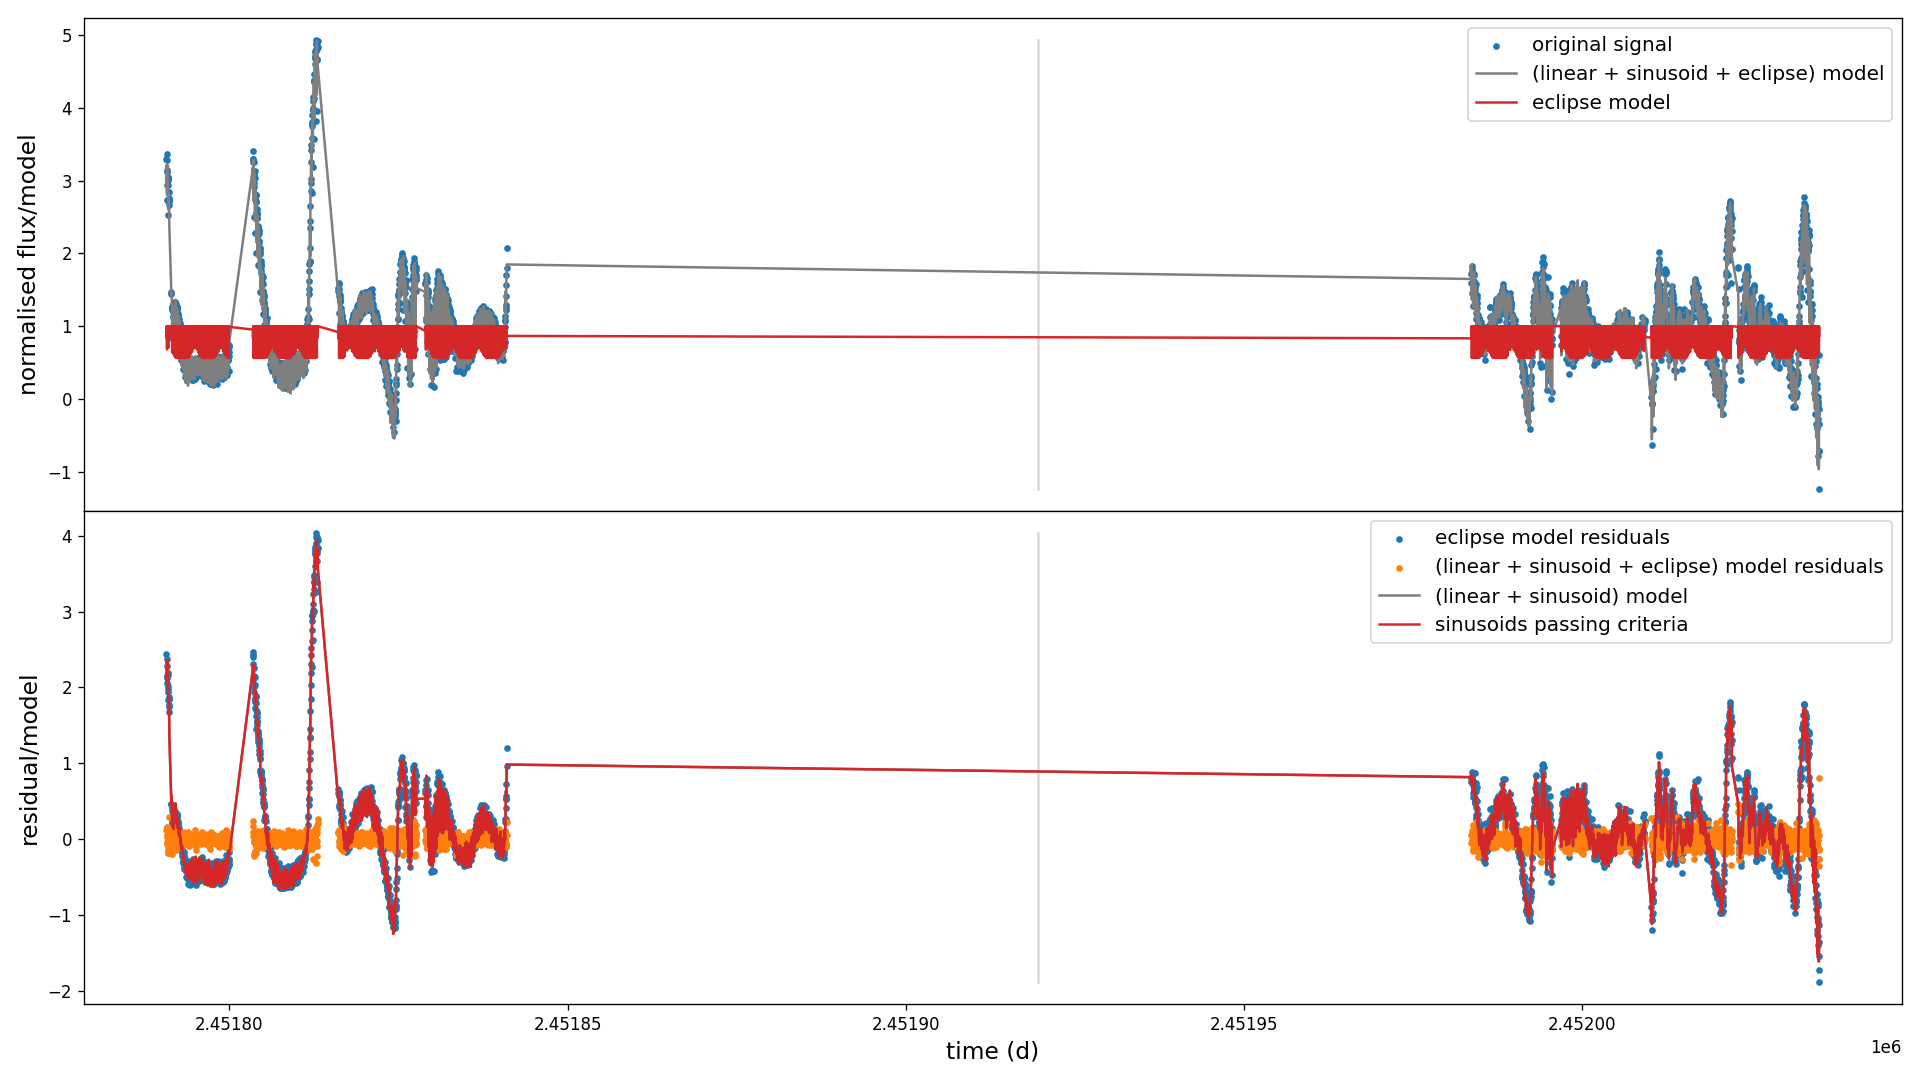 original signal
(linear + sinusoid + eclipse) model
eclipse model
normalised flux/model
5
4
3
2
1
0
−1
eclipse model residuals
(linear + sinusoid + eclipse) model residuals
(linear + sinusoid) model
sinusoids passing criteria
residual/model
4
3
2
1
0
−1
−2
2.45180
2.45185
2.45190
2.45195
2.45200
time (d)
1e6